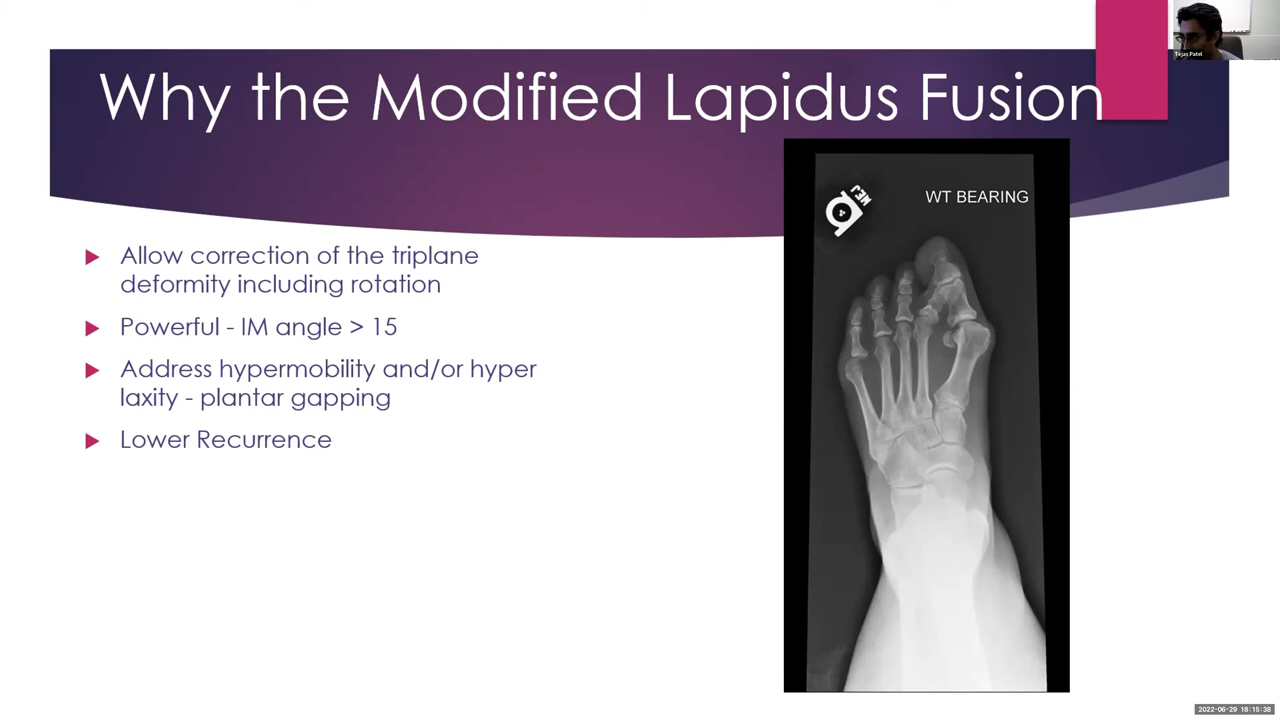 Why the Modified Lapidus Fusion
Tejas Patel
NEJ
WT BEARING
Allow correction of the triplane
deformity including rotation
Powerful - IM angle > 15
Address hypermobility and/or hyper
laxity - plantar gapping
Lower Recurrence
2022-06-29 18:15:38